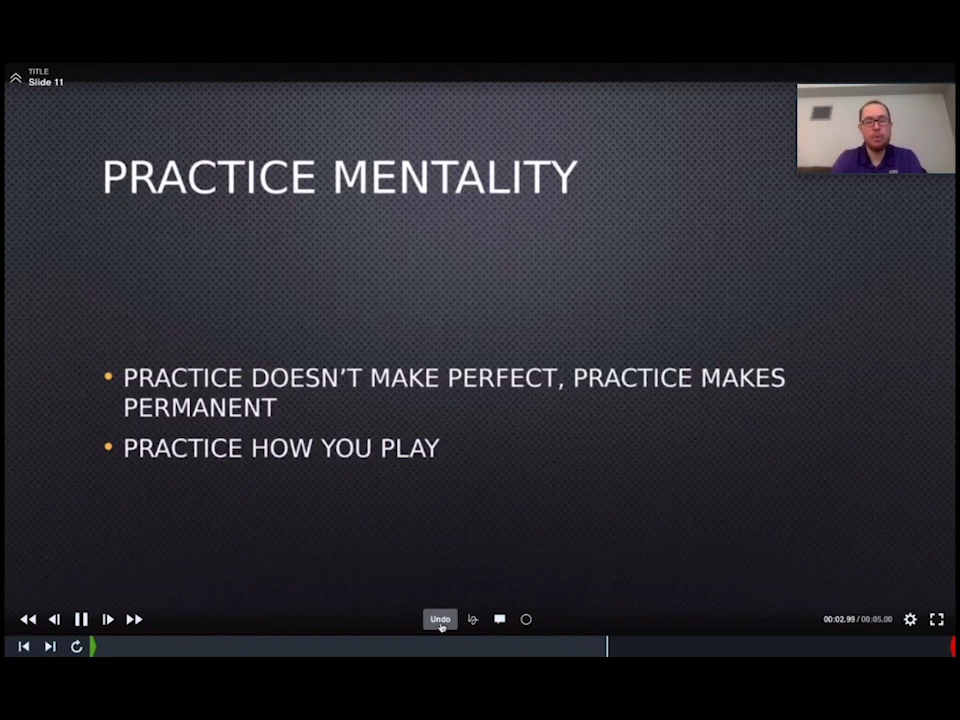 TITLE
Slide 11
PRACTICE MENTALITY
• PRACTICE DOESN'T MAKE PERFECT, PRACTICE MAKES
PERMANENT
• PRACTICE HOW YOU PLAY
Undo
00:02.99 / 00:05.00